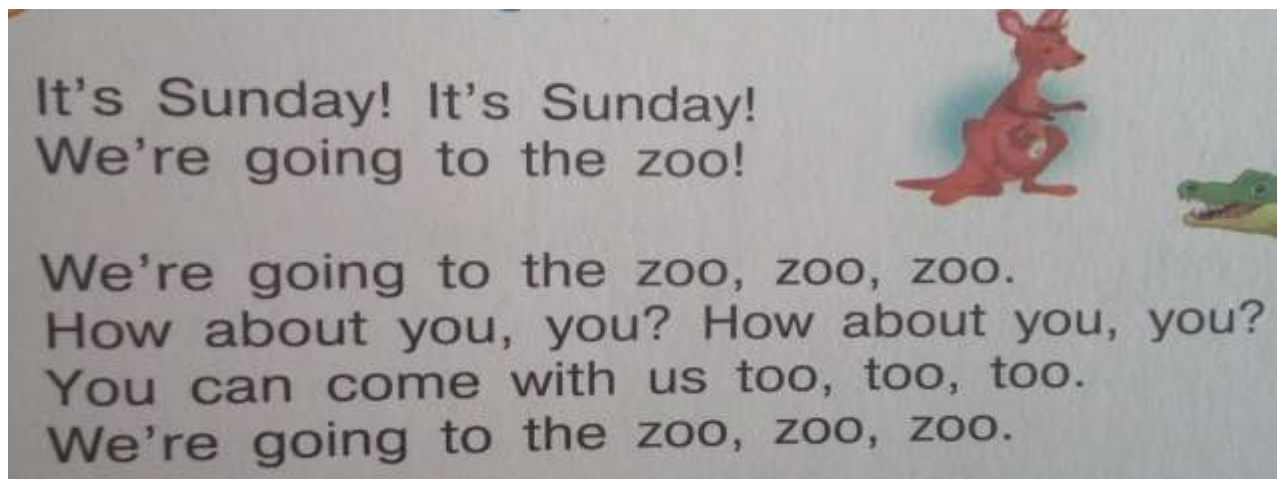 It's Sunday! It's Sunday!
We're going to the zoo!
We're going to the zoo, zoo, zoo.
How about you, you? How about you, you?
You can come with us too, too, too.
We're going to the zoo, zoo, zoo.